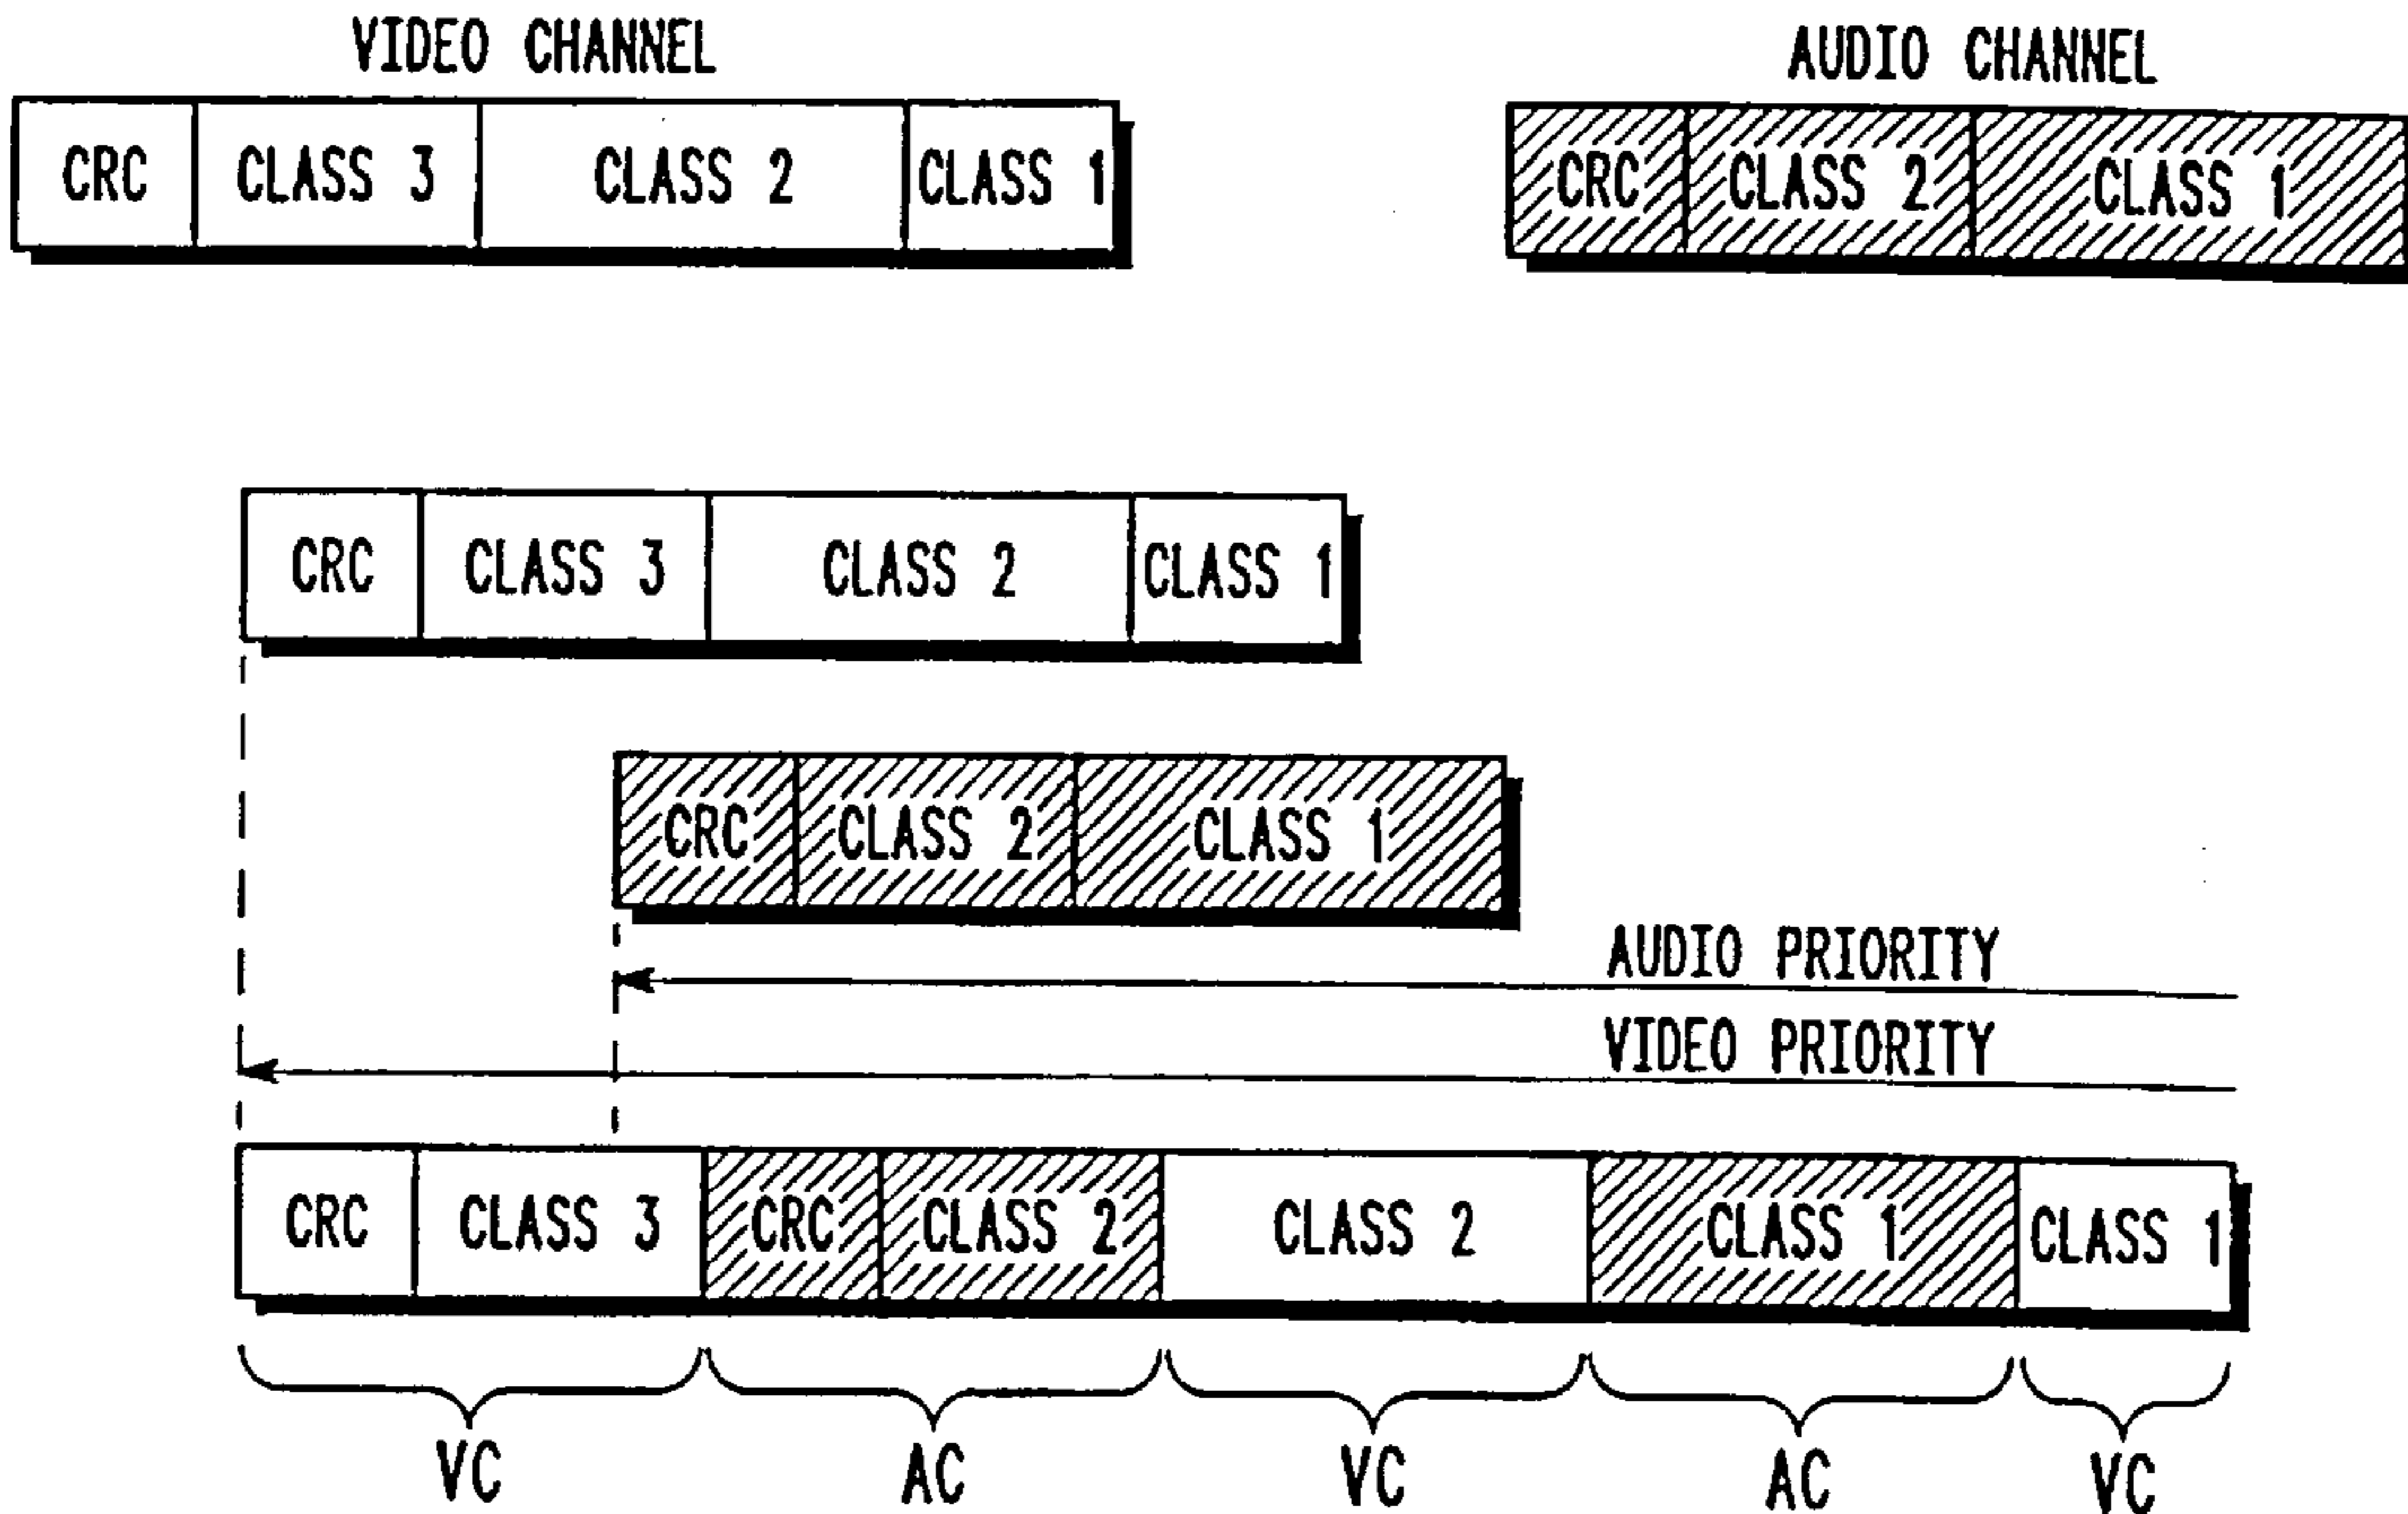 VIDEO CHANNEL
AUDIO CHANNEL
CRC CLASS 3 CLASS 2 CLASS 1
CRC CLASS 2 CLASS 1
CRC CLASS 3 CLASS 2 CLASS 1
CRC CLASS 2 CLASS 1
AUDIO PRIORITY
VIDEO PRIORITY
CRC CLASS 3 CRC CLASS 2 CLASS 2 CLASS 1 CLASS 1
VC AC VC AC VC